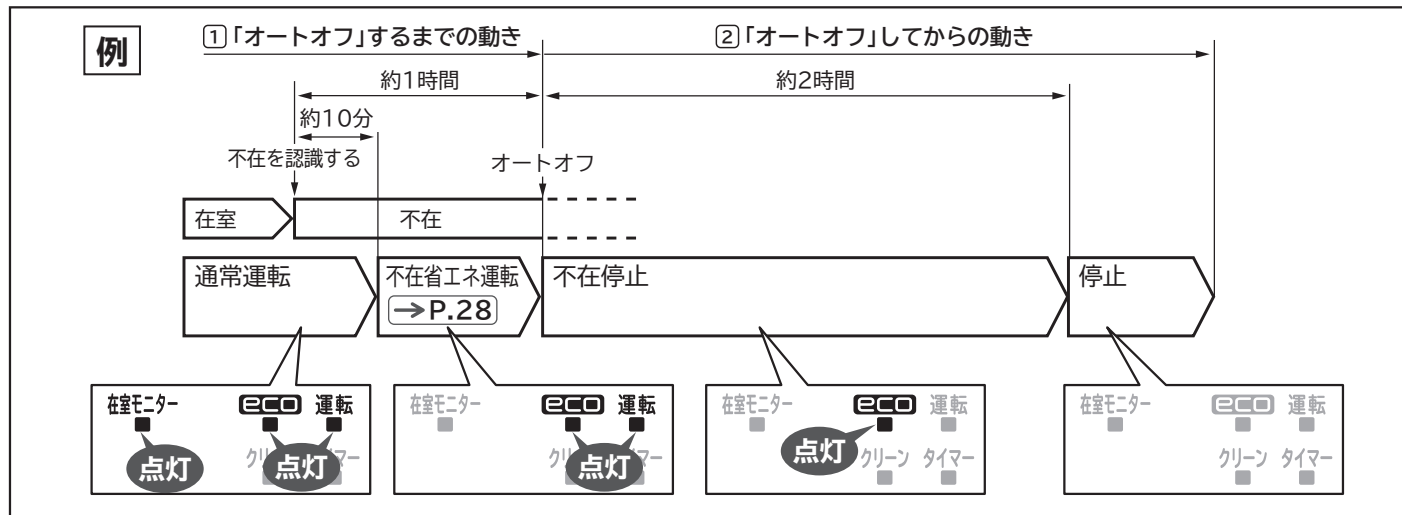 例
1「オートオフ」するまでの動き
2「オートオフ」してからの動き
約1時間
約2時間
約10分
不在を認識する
オートオフ
在室
不在
通常運転
不在省エネ運転
→P.28
不在停止
停止
在室モニター eco 運転
点灯 点灯
在室モニター eco 運転
点灯
在室モニター eco 運転
点灯 クリーン タイマー
在室モニター eco 運転
クリーン タイマー